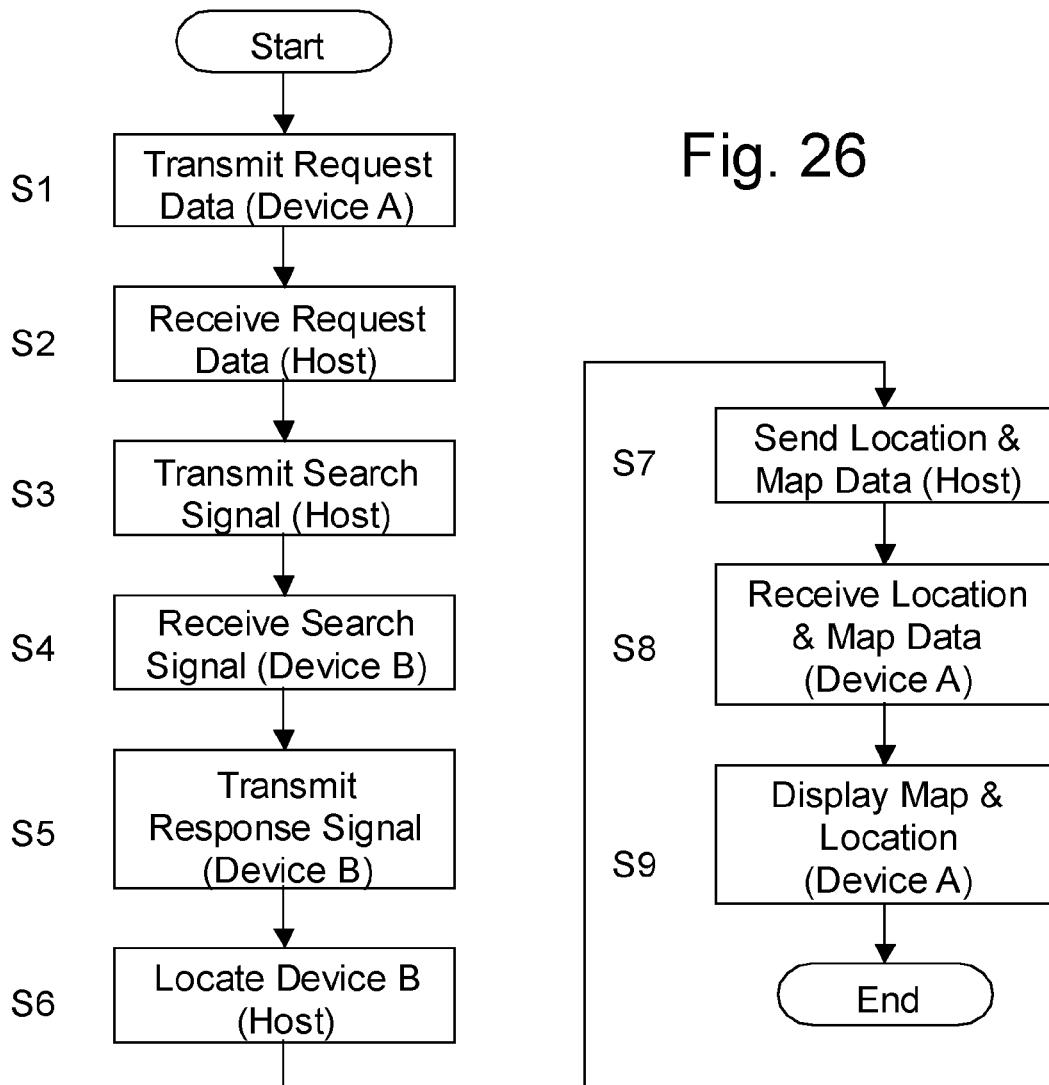 Start
Fig. 26
S1
Transmit Request
Data (Device A)
S2
Receive Request
Data (Host)
S3
Transmit Search
Signal (Host)
S4
Receive Search
Signal (Device B)
S5
Transmit
Response Signal
(Device B)
S6
Locate Device B
(Host)
S7
Send Location &
Map Data (Host)
S8
Receive Location
& Map Data
(Device A)
S9
Display Map &
Location
(Device A)
End